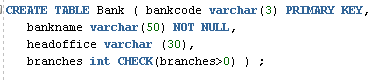 CREATE TABLE Bank ( bankcode varchar(3) PRIMARY KEY,
bankname varchar(50) NOT NULL,
headoffice varchar (30),
branches int CHECK(branches>0) ) ;